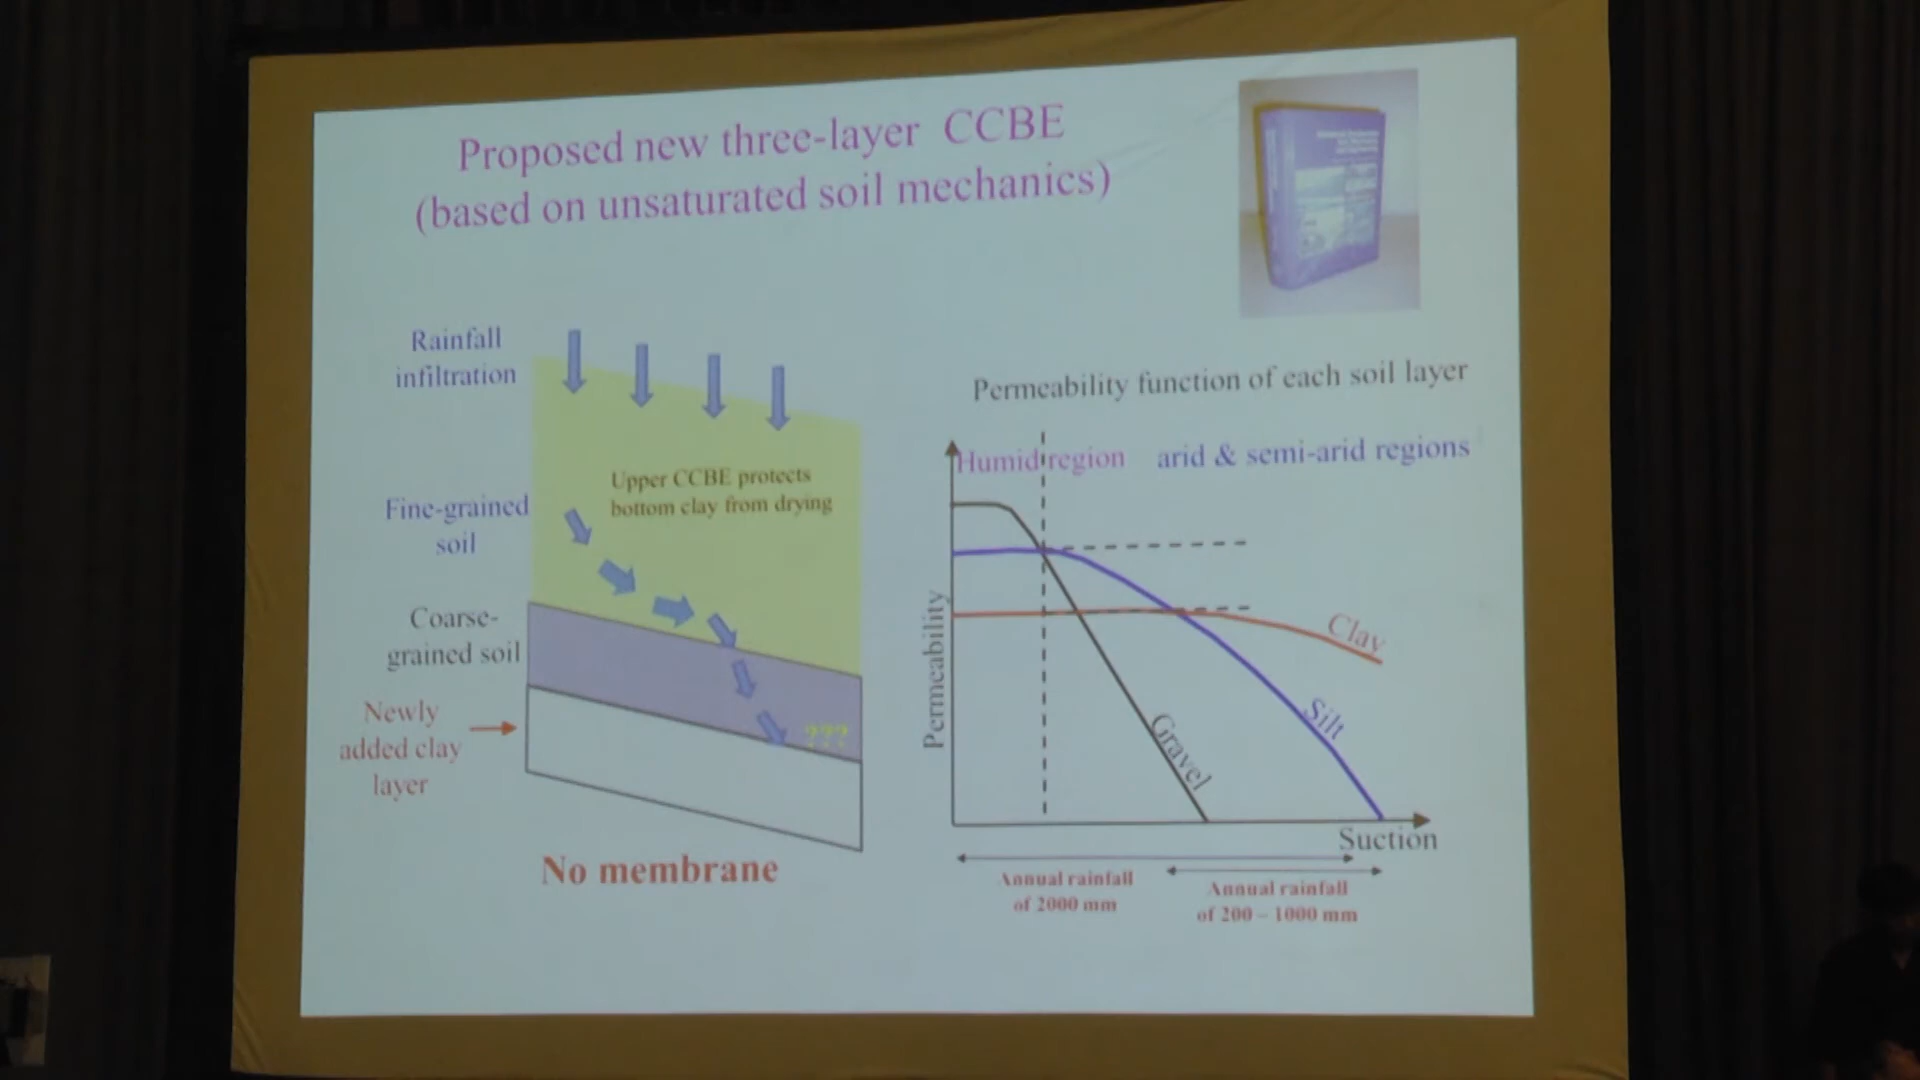 Proposed new three-layer CCBE
(based on unsaturated soil mechanics)
Rainfall
infiltration
Upper CCBE protects
bottom clay from drying
Fine-grained
soil
Coarse-
grained soil
Newly
added clay
layer
???
No membrane
Permeability function of each soil layer
Humid region arid & semi-arid regions
Permeability
Clay
Silt
Gravel
Suction
Annual rainfall
of 2000 mm
Annual rainfall
of 200 – 1000 mm